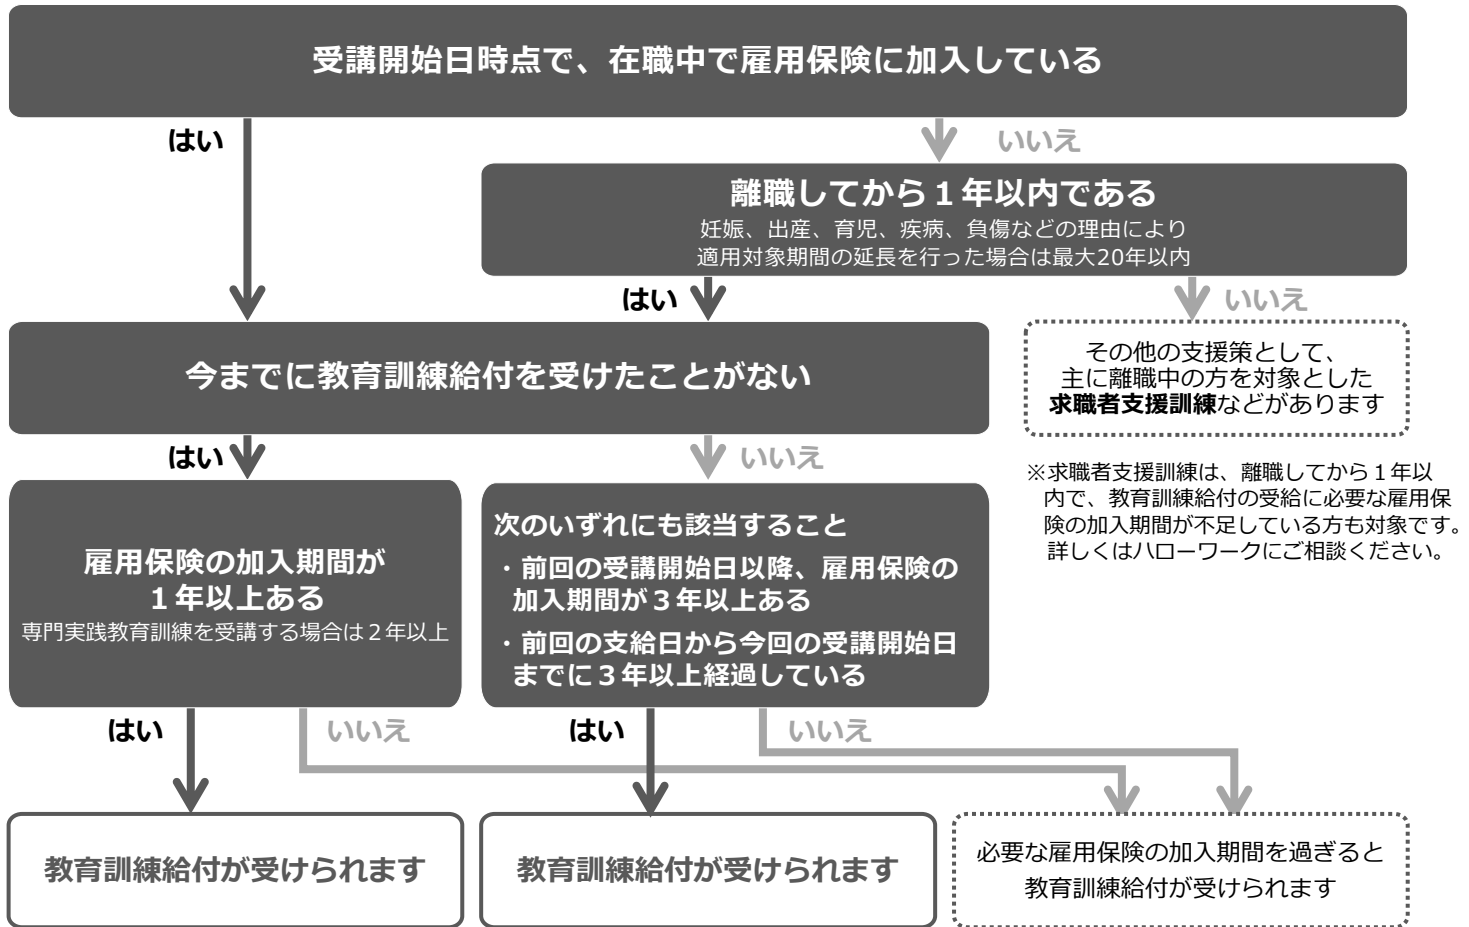 受講開始日時点で、在職中で雇用保険に加入している
はい
いいえ
離職してから１年以内である
妊娠、出産、育児、疾病、負傷などの理由により
適用対象期間の延長を行った場合は最大20年以内
はい
いいえ
今までに教育訓練給付を受けたことがない
その他の支援策として、
主に離職中の方を対象とした
求職者支援訓練などがあります
※求職者支援訓練は、離職してから１年以
内で、教育訓練給付の受給に必要な雇用保
険の加入期間が不足している方も対象です。
詳しくはハローワークにご相談ください。
はい
いいえ
雇用保険の加入期間が
１年以上ある
専門実践教育訓練を受講する場合は２年以上
次のいずれにも該当すること
・前回の受講開始日以降、雇用保険の
加入期間が３年以上ある
・前回の支給日から今回の受講開始日
までに３年以上経過している
はい
いいえ
はい
いいえ
教育訓練給付が受けられます
教育訓練給付が受けられます
必要な雇用保険の加入期間を過ぎると
教育訓練給付が受けられます